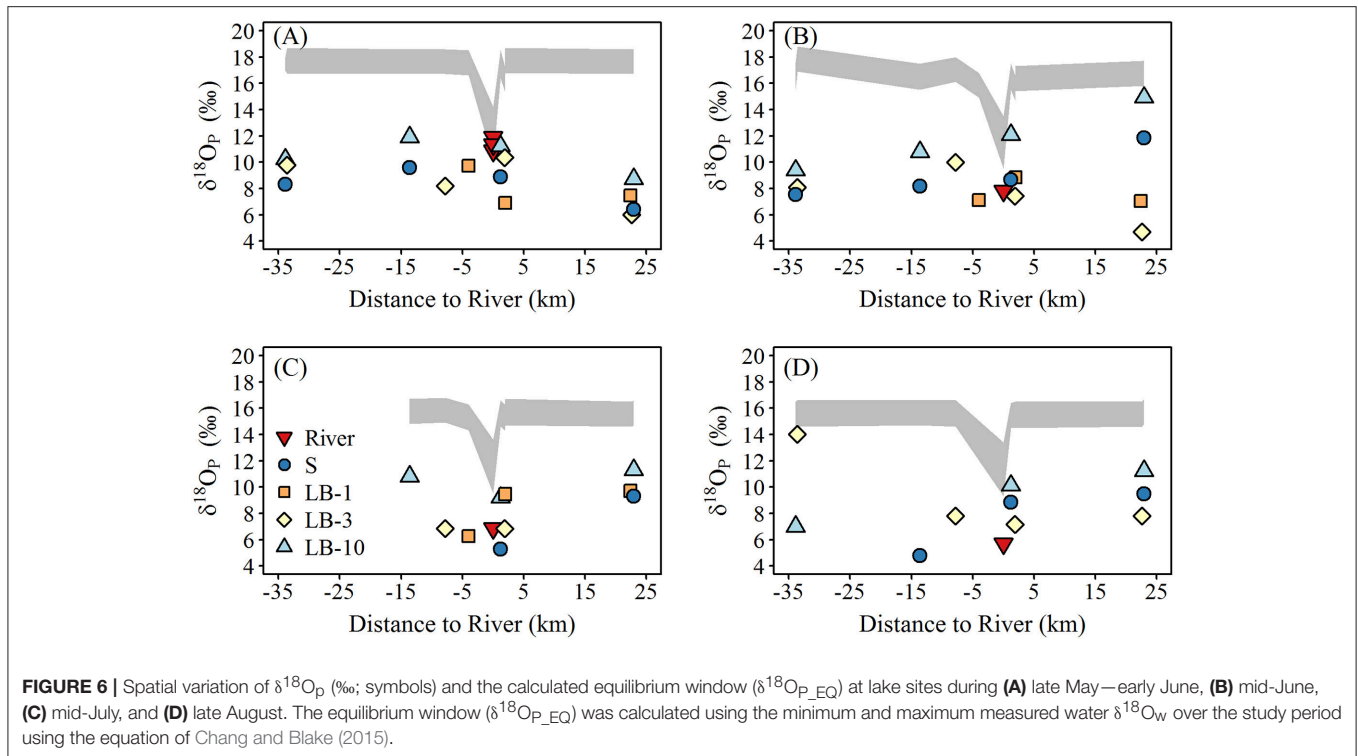 (A)
20
18
16
14
12
10
8
6
4
δ¹⁸Oₚ (‰)
-35 -15 -5 5 25
Distance to River (km)
(B)
20
18
16
14
12
10
8
6
4
δ¹⁸Oₚ (‰)
-35 -25 -15 -5 5 15 25
Distance to River (km)
(C)
20
18
16
14
12
10
8
6
4
δ¹⁸Oₚ (‰)
River
S
LB-1
LB-3
LB-10
-35 -15 -5 5 25
Distance to River (km)
(D)
20
18
16
14
12
10
8
6
4
δ¹⁸Oₚ (‰)
-35 -25 -15 -5 5 15 25
Distance to River (km)
FIGURE 6 | Spatial variation of δ¹⁸Oₚ (‰; symbols) and the calculated equilibrium window (δ¹⁸O_P_EQ) at lake sites during (A) late May—early June, (B) mid-June,
(C) mid-July, and (D) late August. The equilibrium window (δ¹⁸O_P_EQ) was calculated using the minimum and maximum measured water δ¹⁸O_W over the study period
using the equation of Chang and Blake (2015).